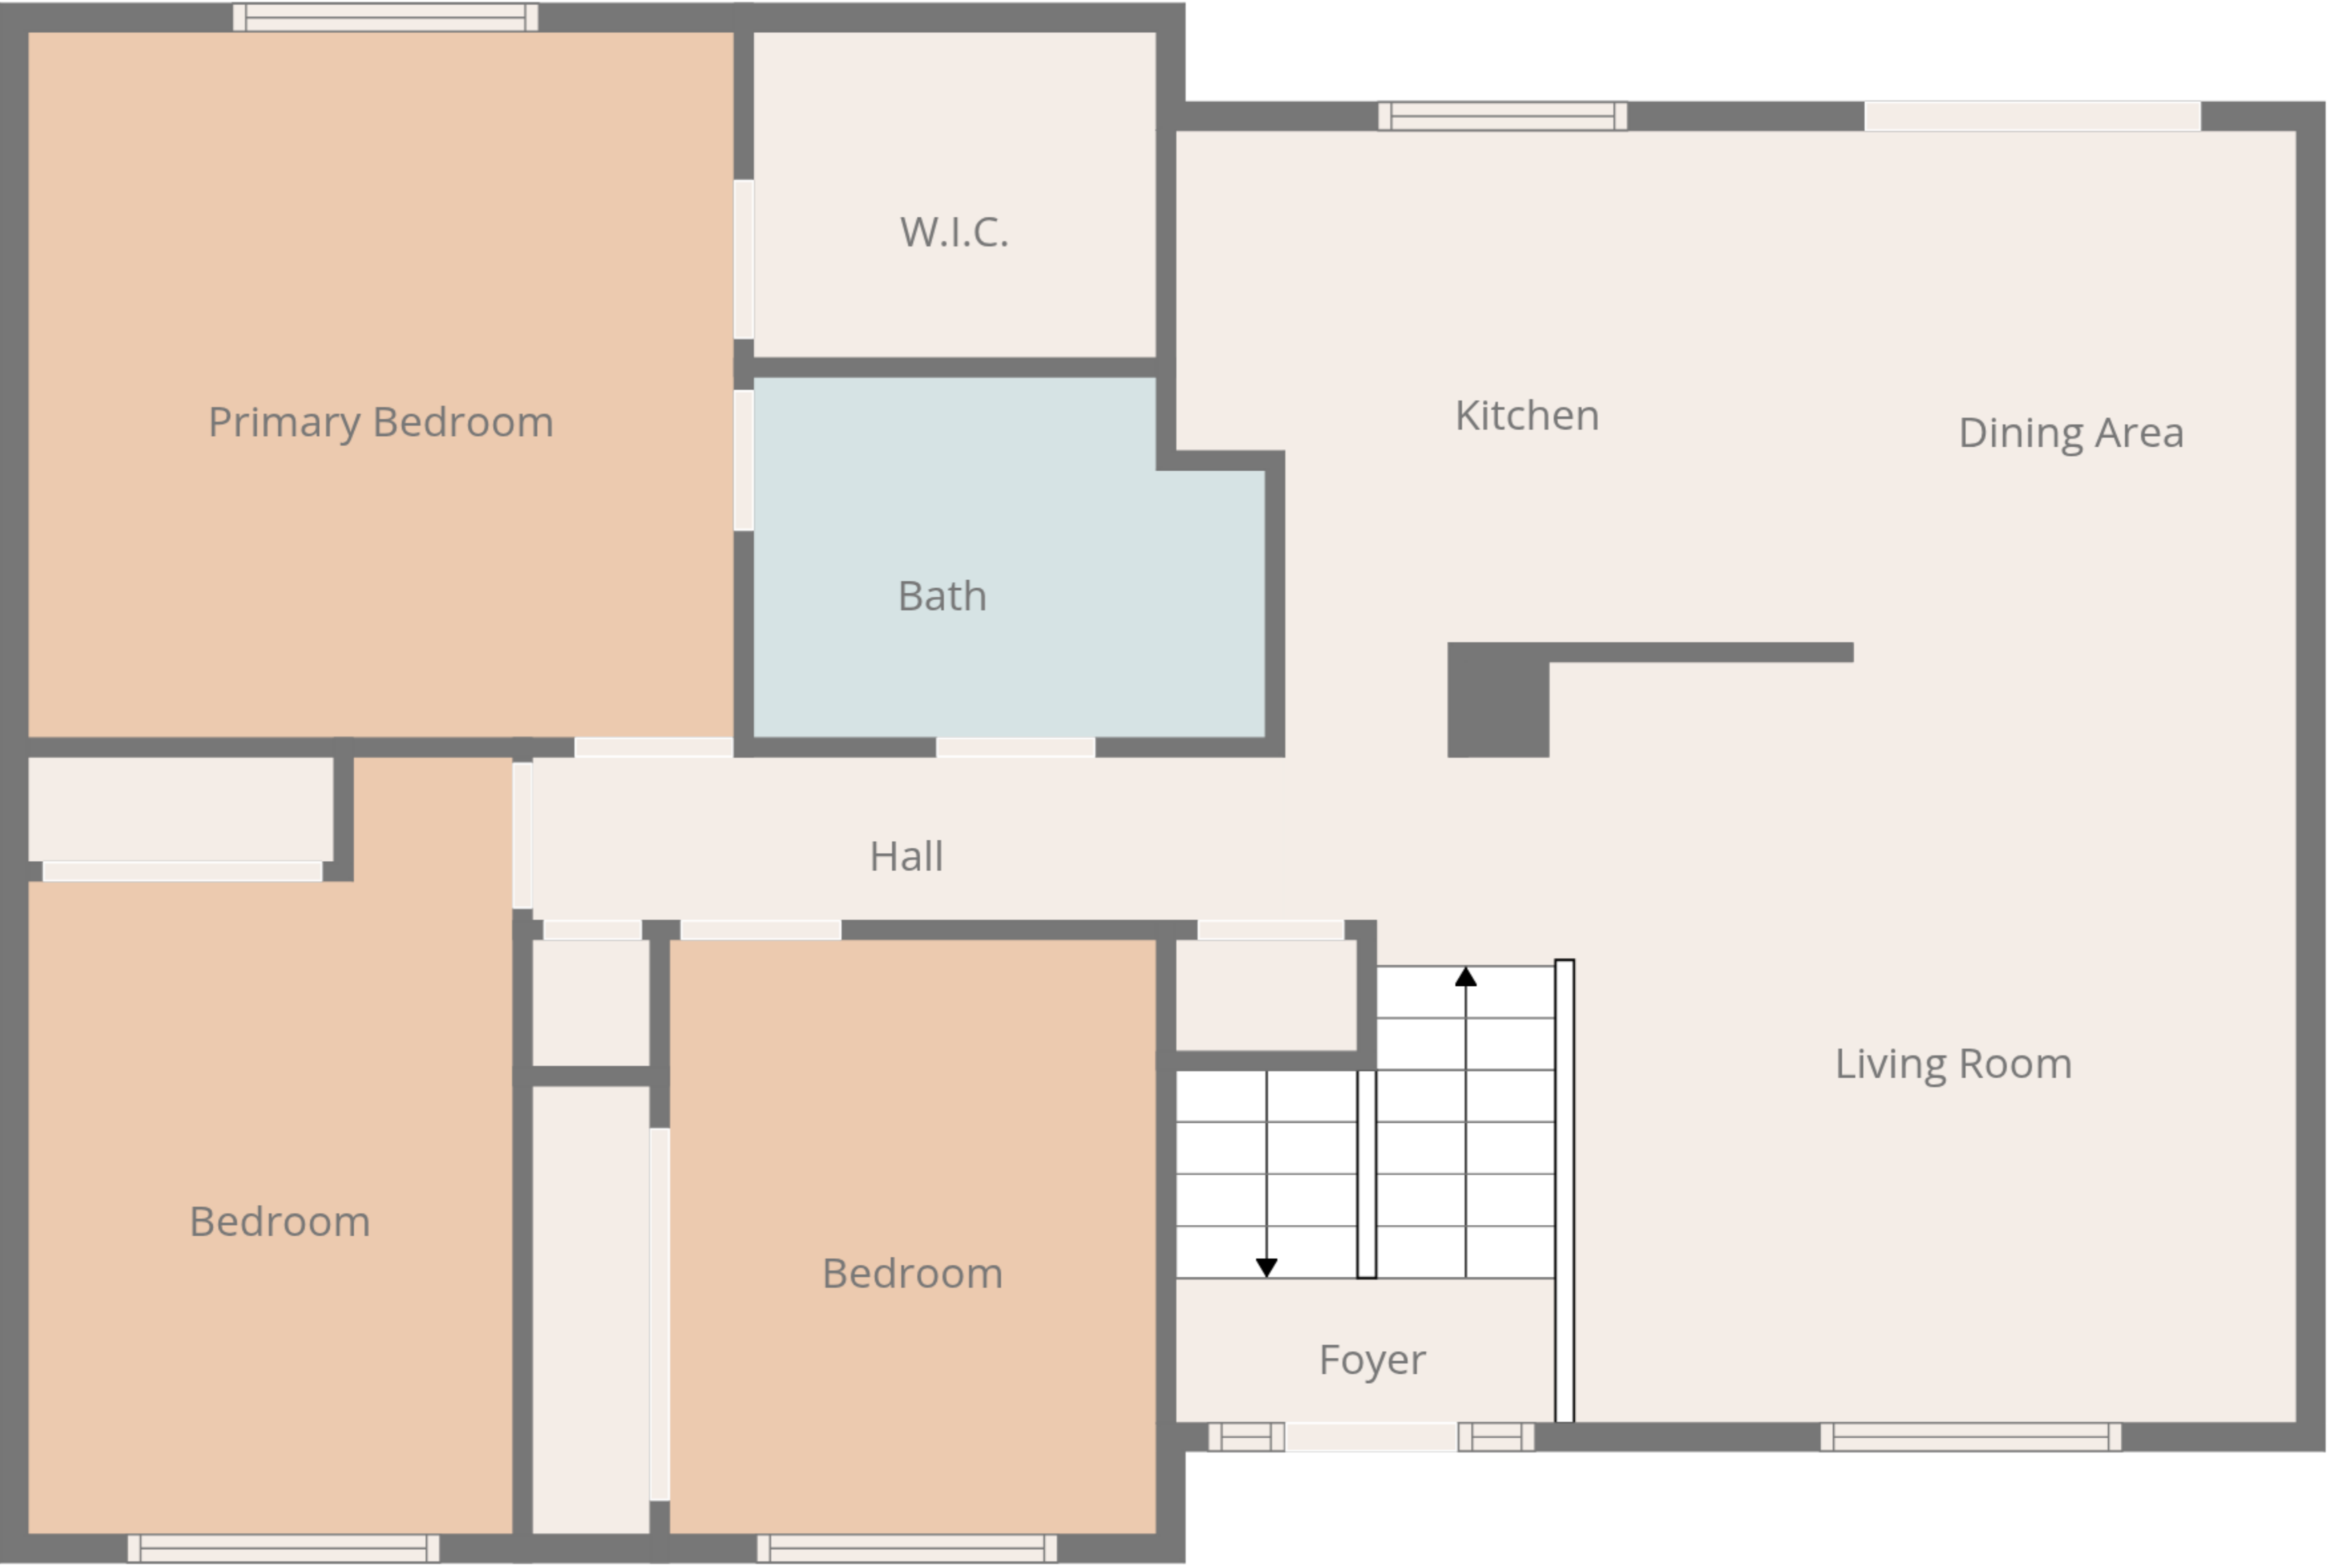 W.I.C.
Primary Bedroom
Kitchen
Dining Area
Bath
Hall
Living Room
Bedroom
Bedroom
Foyer